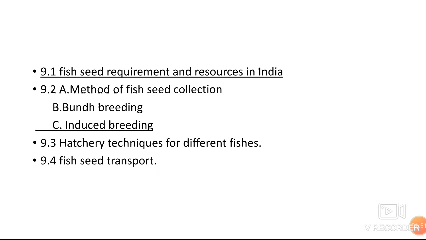 • 9.1 fish seed requirement and resources in India
• 9.2 A.Method of fish seed collection
B.Bundh breeding
C. Induced breeding
• 9.3 Hatchery techniques for different fishes.
• 9.4 fish seed transport.